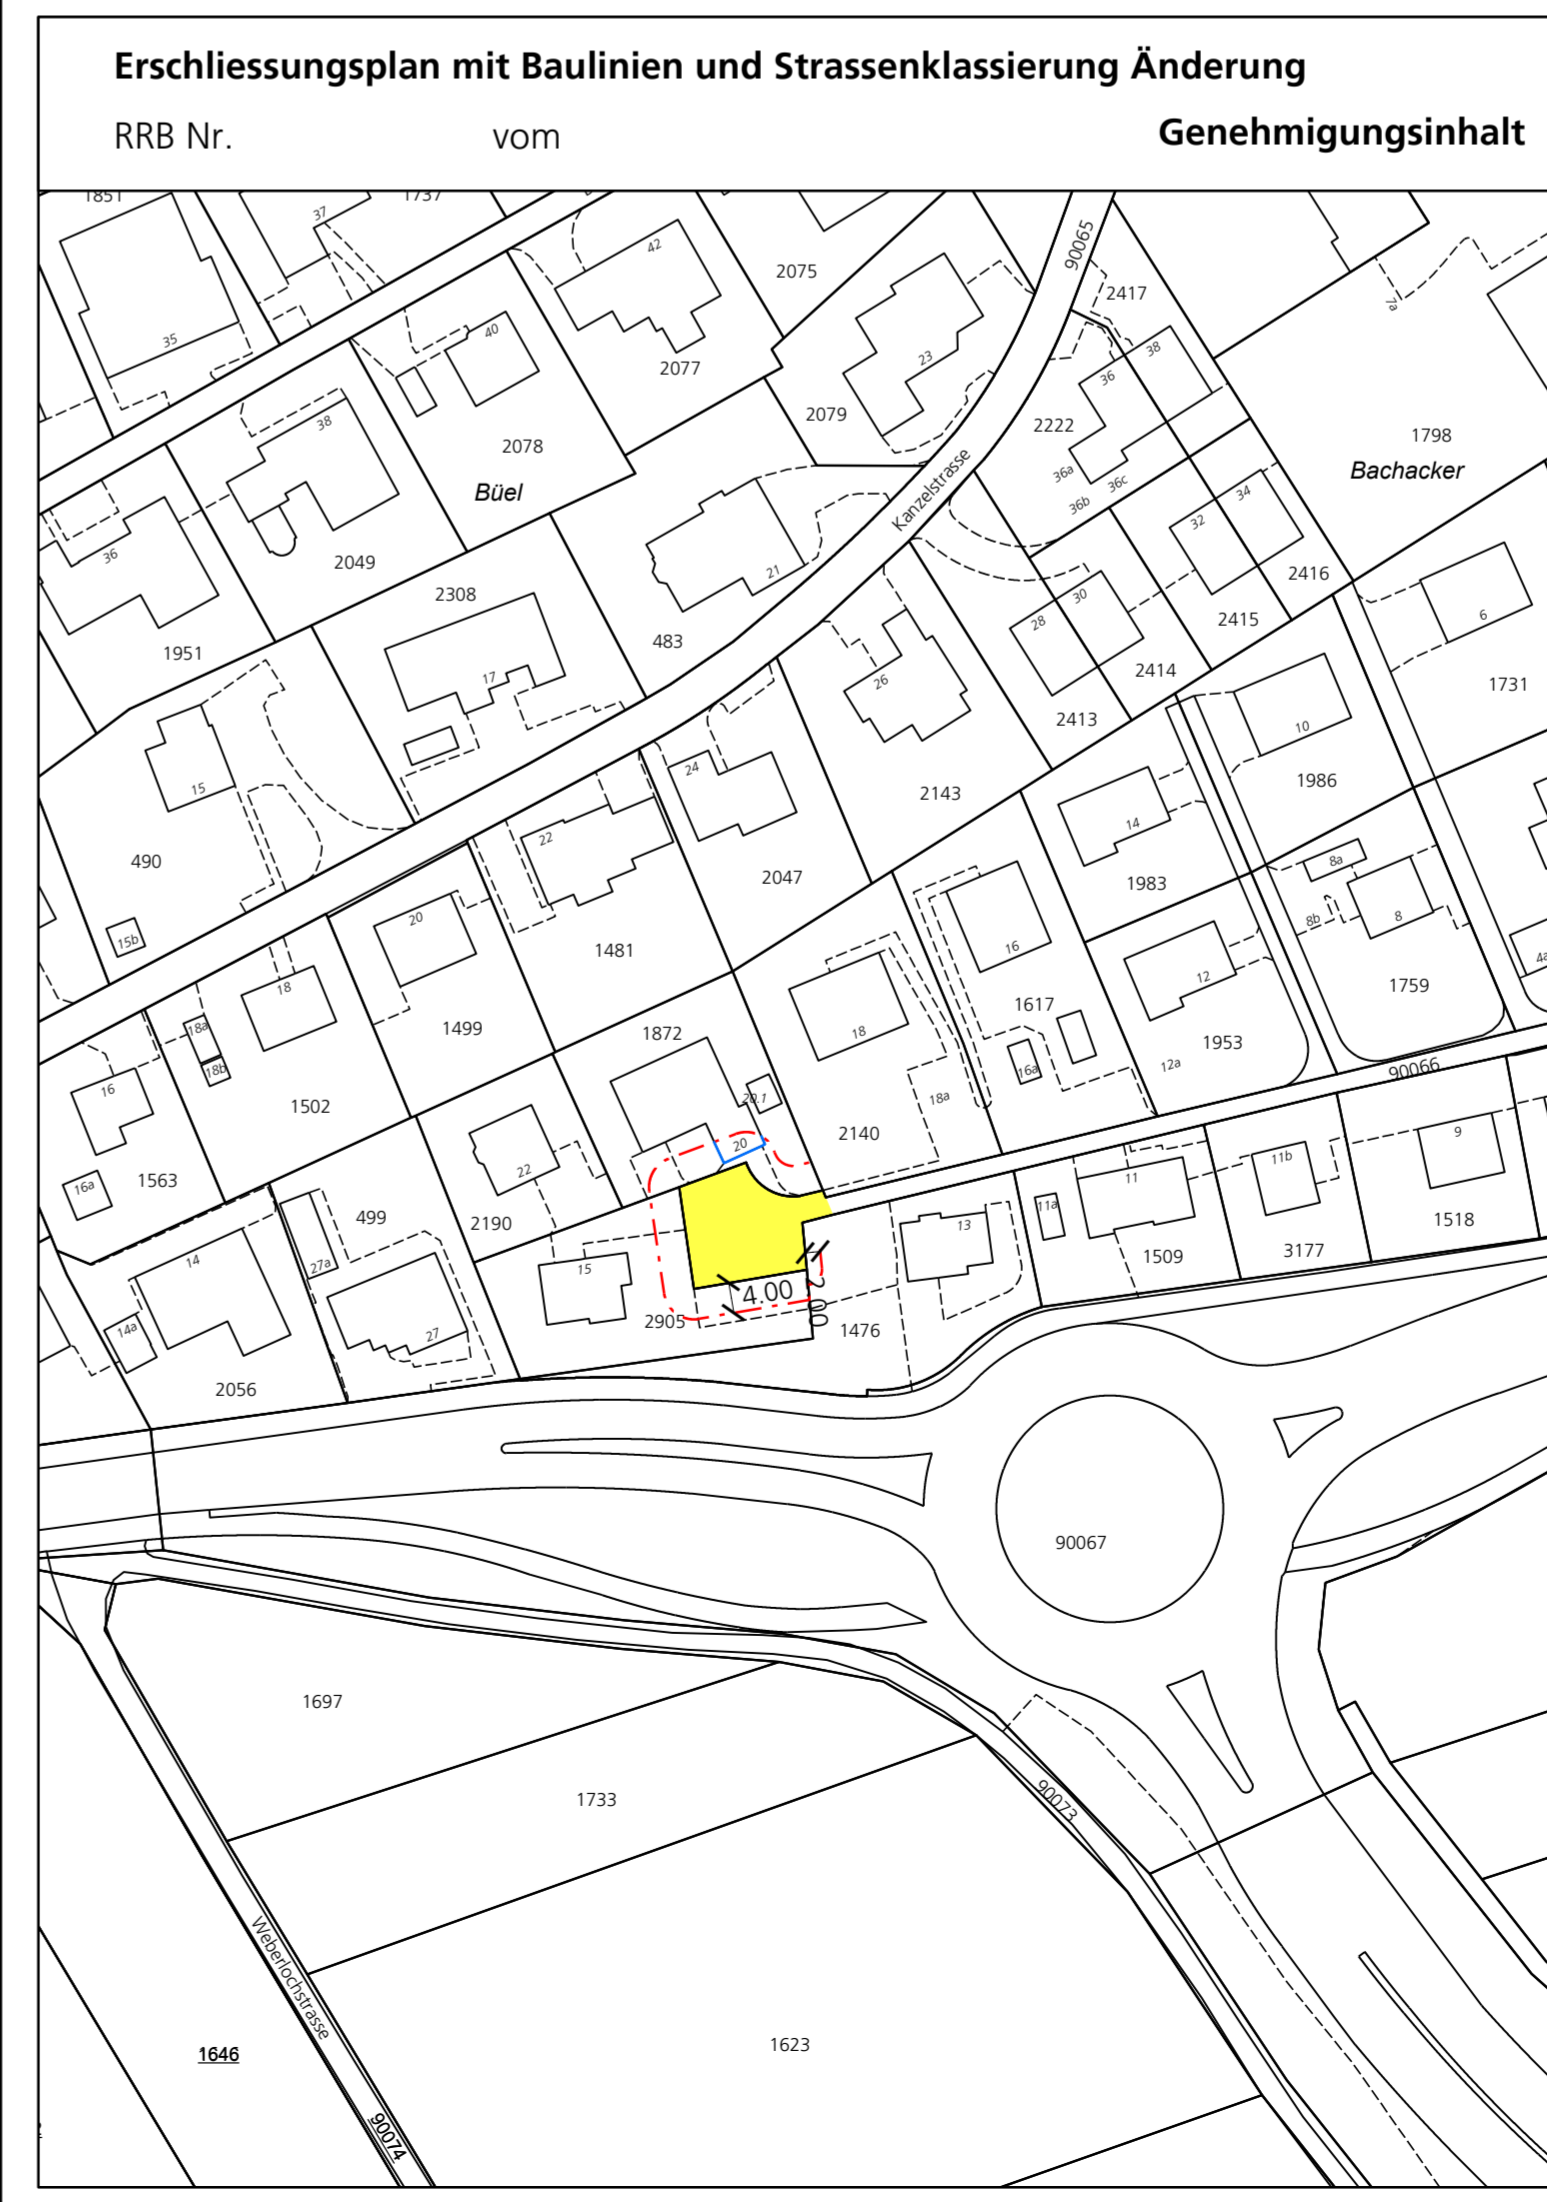 Erschliessungsplan mit Baulinien und Strassenklassierung Änderung
RRB Nr. vom Genehmigungsinhalt
1851 37 1737
42 2075 90065 2417
35 40 2077 23 38 7a
36
38 2078 2079 2222 1798
Büel Bachacker
36a 36b 36c 34
Kanzelstrasse 32
36 2049 21 2416
2308 30 6
1951 483 28 2415
17 26 2414 1731
2413
15 24 10
22 2143 1986
490 2047 14 1983 8a
20 8b 8
15b 1481 16 12 4a
18 1499 1617 1759
18a 1872 18 1953
18b 16a 12a 90066
16 1502 20.1 18a
2140 9
20 11b
1563 22 11 1518
16a 499 2190 11a
13 1509 3177
14 27a 15
4.00
2.00
14a 27 2905 1476
2056
90067
1697
1733
90073
Weberlochstrasse
1646
1623
90074